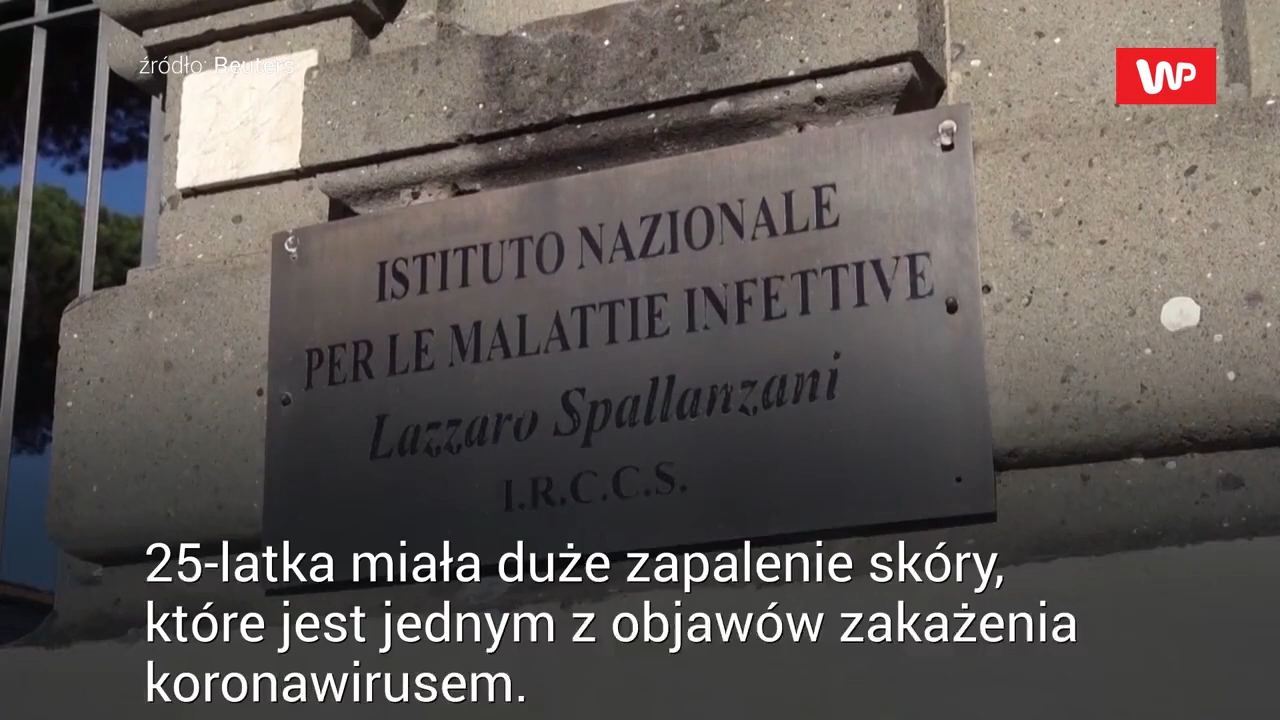 źródło: Reuters
WP
ISTITUTO NAZIONALE
PER LE MALATTIE INFETTIVE
Lazzaro Spallanzani
I.R.C.C.S.
25-latka miała duże zapalenie skóry,
które jest jednym z objawów zakażenia
koronawirusem.